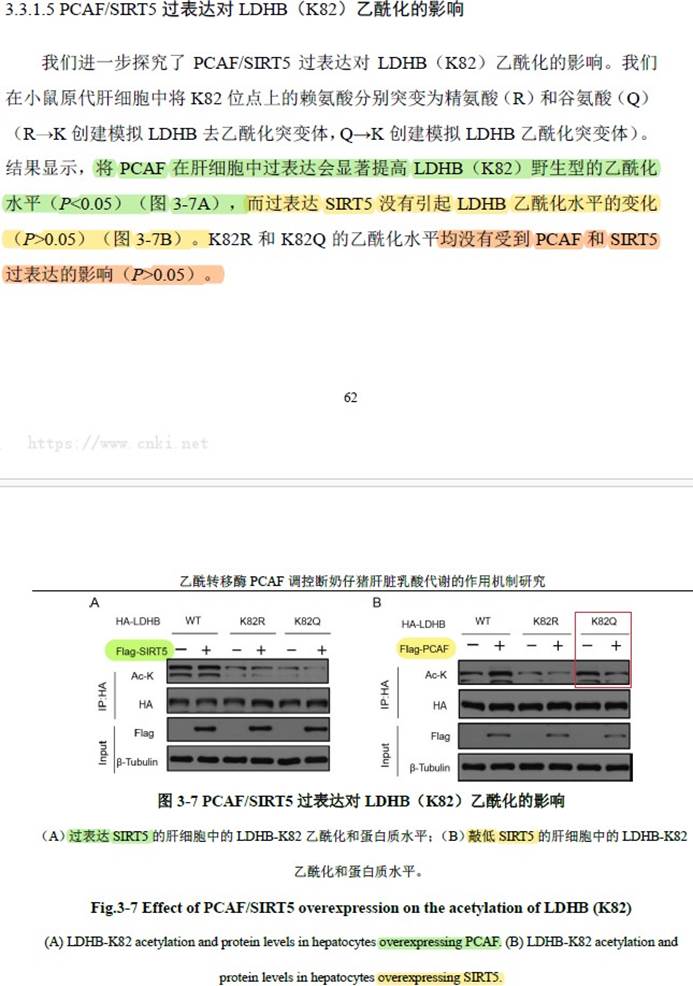 3.3.1.5 PCAF/SIRT5 过表达对 LDHB（K82）乙酰化的影响
我们进一步探究了 PCAF/SIRT5 过表达对 LDHB（K82）乙酰化的影响。我们
在小鼠原代肝细胞中将 K82 位点上的赖氨酸分别突变为精氨酸（R）和谷氨酸（Q）
（R→K 创建模拟 LDHB 去乙酰化突变体，Q→K 创建模拟 LDHB 乙酰化突变体）。
结果显示，将 PCAF 在肝细胞中过表达会显著提高 LDHB（K82）野生型的乙酰化
水平（P<0.05）（图 3-7A），而过表达 SIRT5 没有引起 LDHB 乙酰化水平的变化
（P>0.05）（图 3-7B）。K82R 和 K82Q 的乙酰化水平均没有受到 PCAF 和 SIRT5
过表达的影响（P>0.05）。
62
https://www.cnki.net
乙酰转移酶 PCAF 调控断奶仔猪肝脏乳酸代谢的作用机制研究
A
HA-LDHB WT K82R K82Q
Flag-SIRT5 − + − + − +
IP:HA
Ac-K
HA
Input
Flag
β-Tubulin
B
HA-LDHB WT K82R K82Q
Flag-PCAF − + − + − +
IP:HA
Ac-K
HA
Input
Flag
β-Tubulin
图 3-7 PCAF/SIRT5 过表达对 LDHB（K82）乙酰化的影响
（A）过表达 SIRT5 的肝细胞中的 LDHB-K82 乙酰化和蛋白质水平；（B）敲低 SIRT5 的肝细胞中的 LDHB-K82
乙酰化和蛋白质水平。
Fig.3-7 Effect of PCAF/SIRT5 overexpression on the acetylation of LDHB (K82)
(A) LDHB-K82 acetylation and protein levels in hepatocytes overexpressing PCAF. (B) LDHB-K82 acetylation and
protein levels in hepatocytes overexpressing SIRT5.